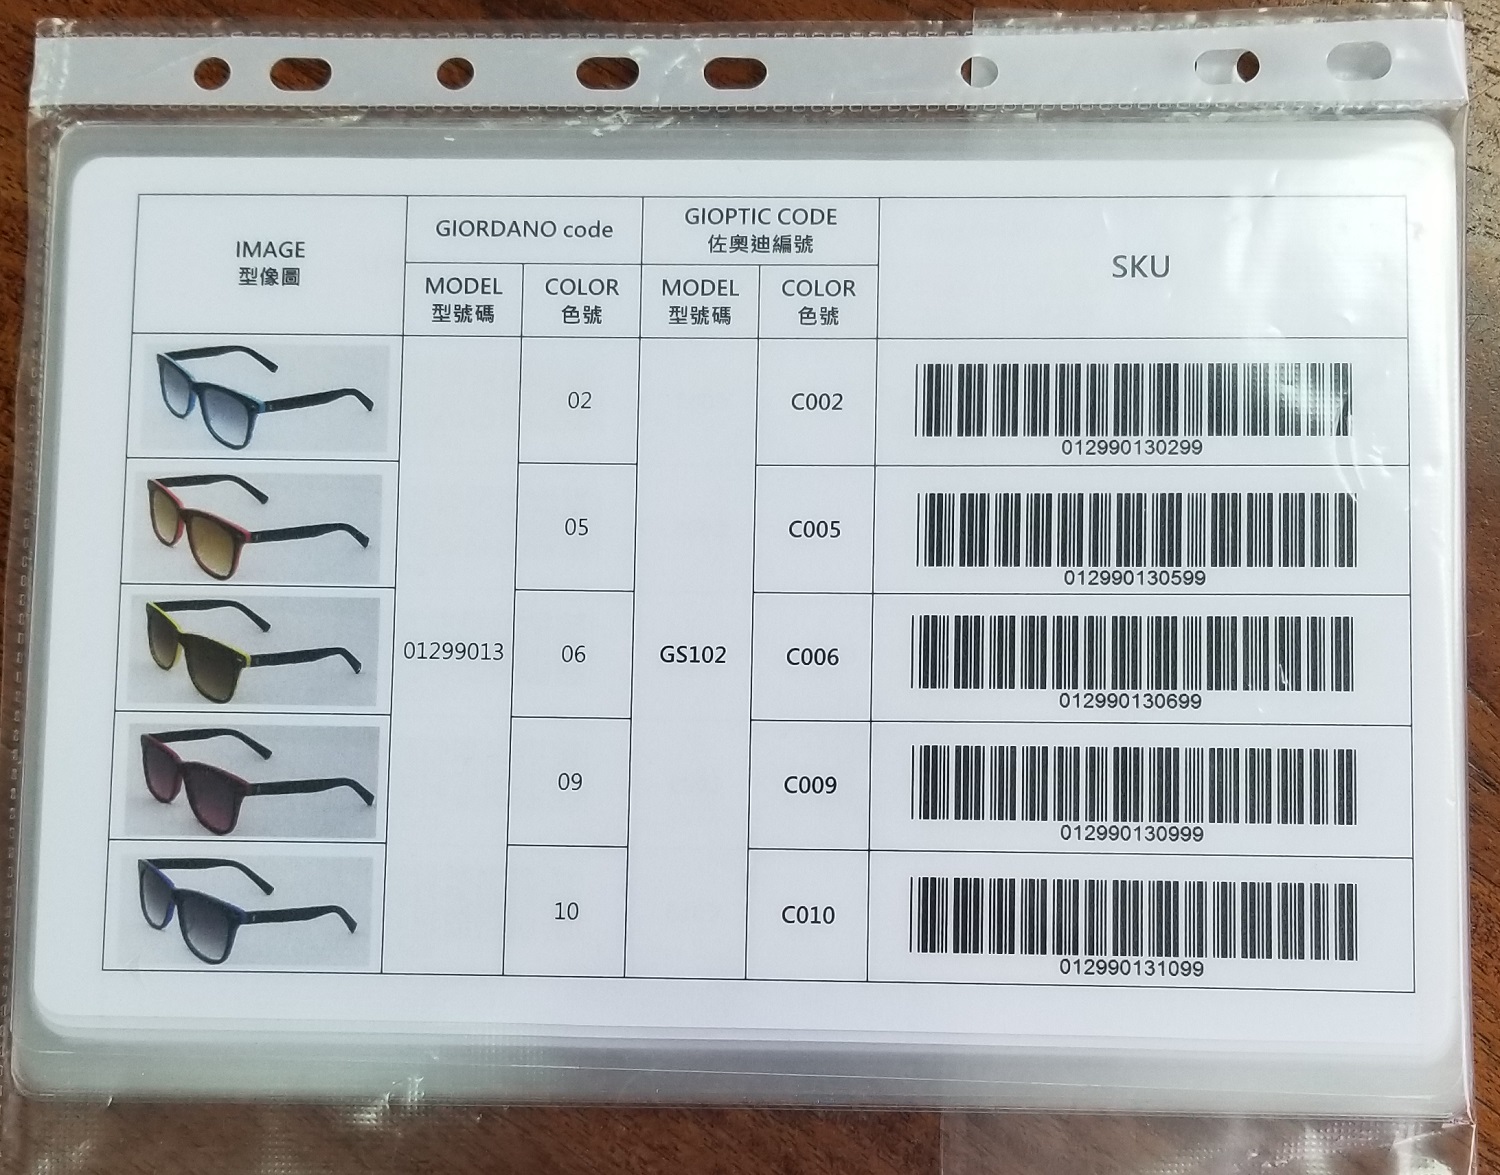 IMAGE
型像圖
GIORDANO code
GIOPTIC CODE
佐奧迪編號
SKU
MODEL
型號碼
COLOR
色號
MODEL
型號碼
COLOR
色號
02
C002
012990130299
05
C005
012990130599
01299013
06
GS102
C006
012990130699
09
C009
012990130999
10
C010
012990131099